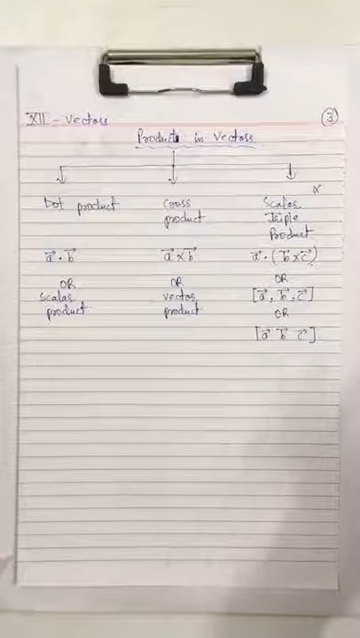 XII - Vectors
3
Products in Vectors
Dot product
a⃗ · b⃗
OR
Scalar
product
Cross
product
a⃗ × b⃗
OR
vector
product
x
Scalar
Triple
Product
a⃗ · (b⃗ × c⃗)
OR
[a⃗, b⃗, c⃗]
OR
[a⃗ b⃗ c⃗]